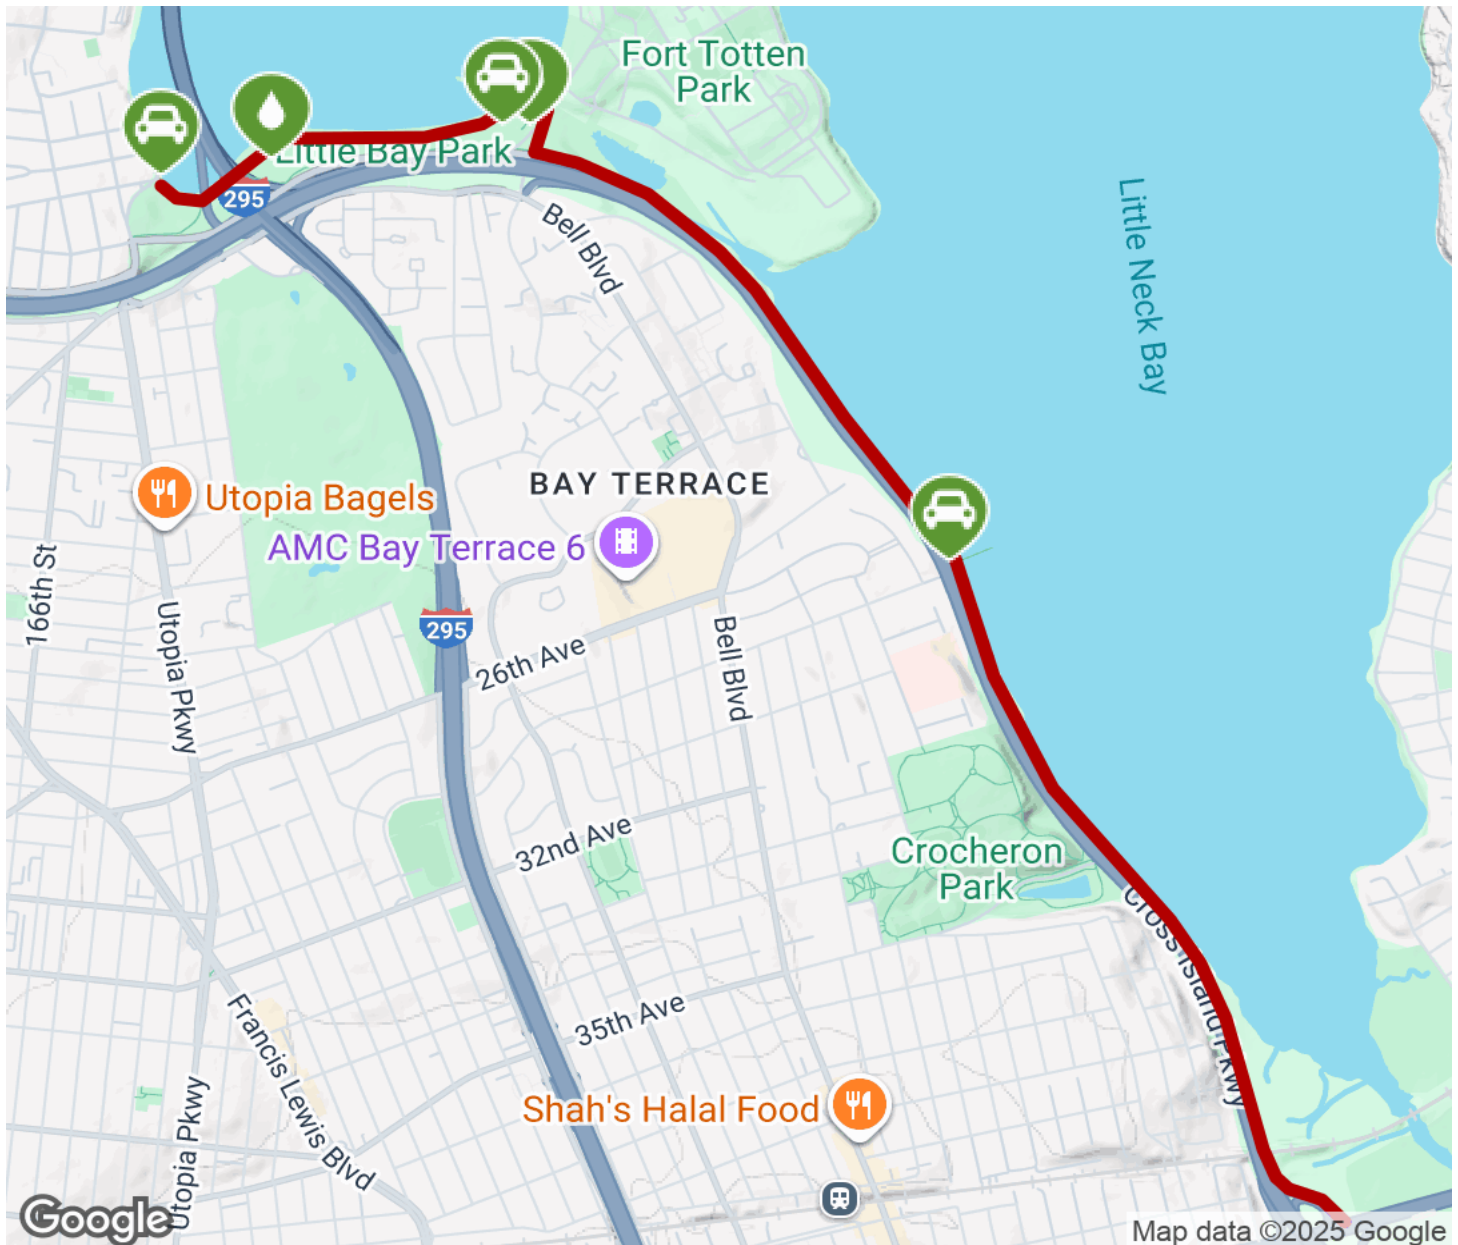 Fort Totten
Park
Little Bay Park
295
Bell Blvd
Little Neck Bay
BAY TERRACE
Utopia Bagels
AMC Bay Terrace 6
166th St
Utopia Pkwy
295
26th Ave
Bell Blvd
32nd Ave
Crocheron
Park
Cross Island Pkwy
35th Ave
Francis Lewis Blvd
Utopia Pkwy
Shah's Halal Food
Google
Map data ©2025 Google